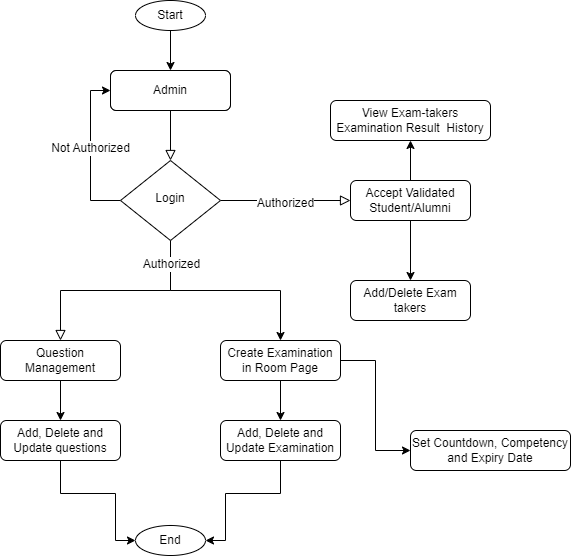 Start
Admin
View Exam-takers
Examination Result History
Not Authorized
Login
Authorized
Accept Validated
Student/Alumni
Authorized
Add/Delete Exam
takers
Question
Management
Create Examination
in Room Page
Add, Delete and
Update questions
Add, Delete and
Update Examination
Set Countdown, Competency
and Expiry Date
End